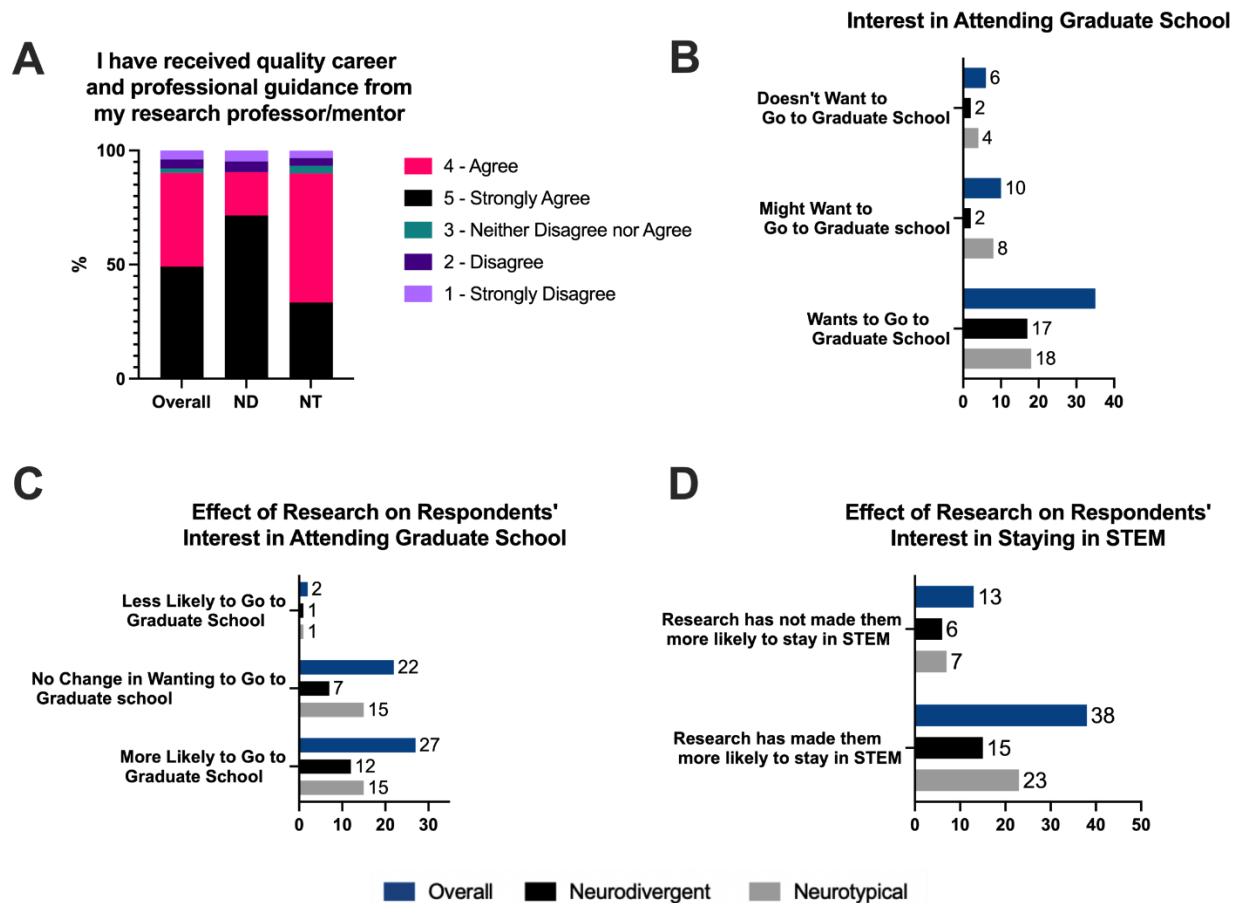 A
I have received quality career
and professional guidance from
my research professor/mentor
100
50
0
%
Overall
ND
NT
4 - Agree
5 - Strongly Agree
3 - Neither Disagree nor Agree
2 - Disagree
1 - Strongly Disagree
B
Interest in Attending Graduate School
Doesn't Want to
Go to Graduate School
6
2
4
Might Want to
Go to Graduate school
10
2
8
Wants to Go to
Graduate School
17
18
0 10 20 30 40
C
Effect of Research on Respondents'
Interest in Attending Graduate School
Less Likely to Go to
Graduate School
2
1
1
No Change in Wanting to Go to
Graduate school
22
7
15
More Likely to Go to
Graduate School
27
12
15
0 10 20 30
D
Effect of Research on Respondents'
Interest in Staying in STEM
Research has not made them
more likely to stay in STEM
13
6
7
Research has made them
more likely to stay in STEM
38
15
23
0 10 20 30 40 50
Overall
Neurodivergent
Neurotypical